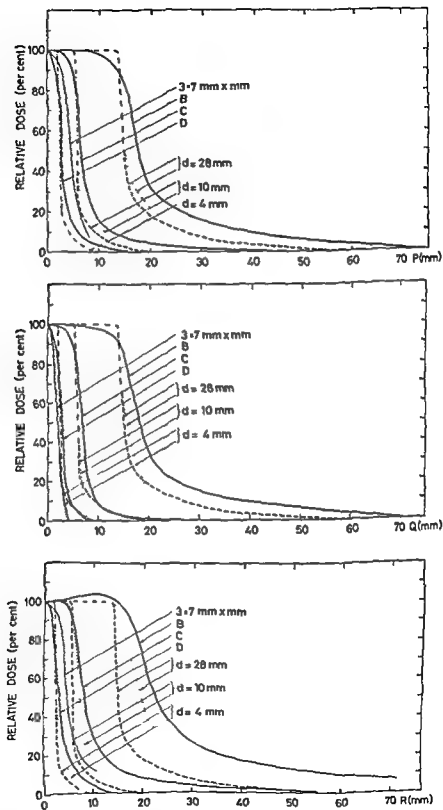 RELATIVE DOSE (per cent)
100
80
60
40
20
0
3×7 mm×mm
B
C
D
d = 28 mm
d = 10 mm
d = 4 mm
0 10 20 30 40 50 60 70 P(mm)
RELATIVE DOSE (per cent)
100
80
60
40
20
0
3×7 mm×mm
B
C
D
d = 28 mm
d = 10 mm
d = 4 mm
0 10 20 30 40 50 60 70 Q(mm)
RELATIVE DOSE (per cent)
100
80
60
40
20
0
3×7 mm×mm
B
C
D
d = 28 mm
d = 10 mm
d = 4 mm
0 10 20 30 40 50 60 70 R(mm)